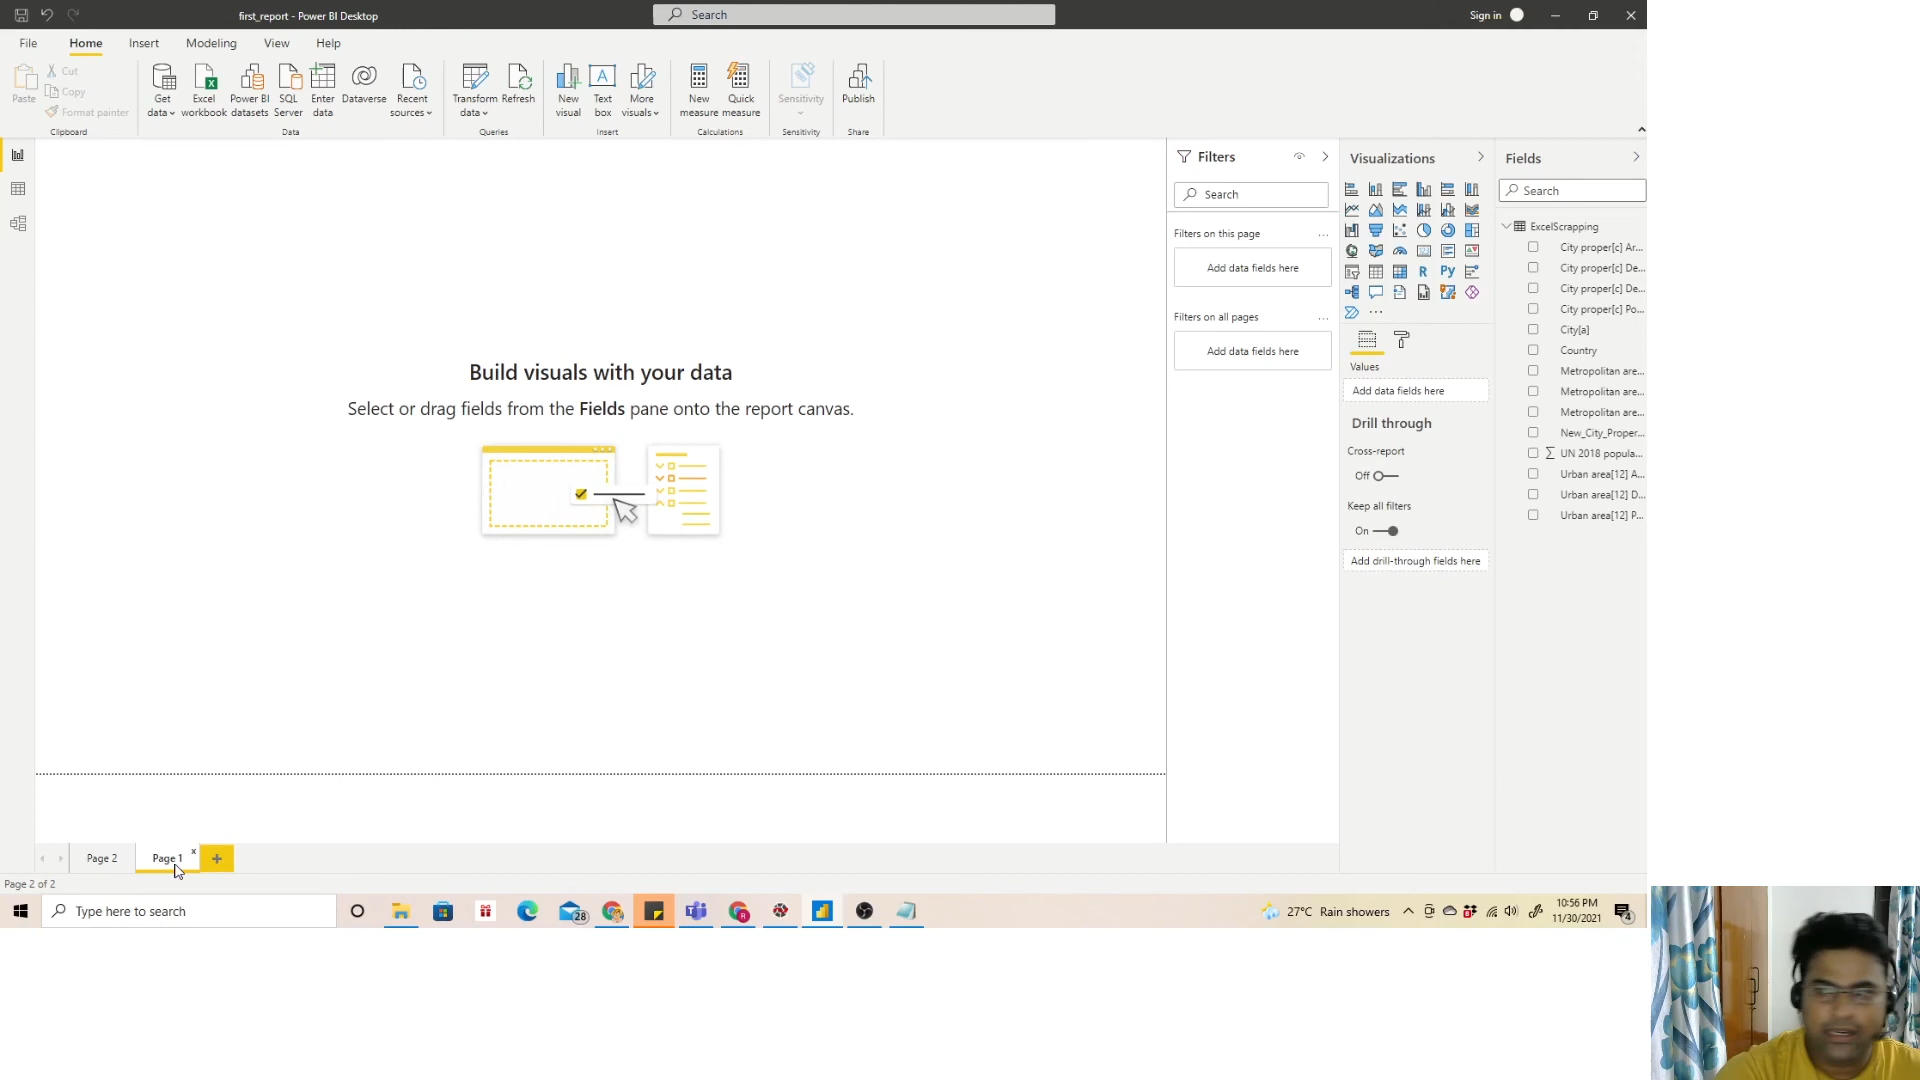 first_report - Power BI Desktop
Search
Sign in
File
Home
Insert
Modeling
View
Help
Paste
Cut
Copy
Format painter
Clipboard
Get data
Excel workbook
Power BI datasets
SQL Server
Enter data
Dataverse
Recent sources
Data
Transform data
Refresh
Queries
New visual
Text box
More visuals
Insert
New measure
Quick measure
Calculations
Sensitivity
Sensitivity
Publish
Share
Filters
Search
Filters on this page
Add data fields here
Filters on all pages
Add data fields here
Visualizations
R
Py
Values
Add data fields here
Drill through
Cross-report
Off
Keep all filters
On
Add drill-through fields here
Fields
Search
ExcelScrapping
City proper[c] Ar...
City proper[c] De...
City proper[c] De...
City proper[c] Po...
City[a]
Country
Metropolitan are...
Metropolitan are...
Metropolitan are...
New_City_Proper...
UN 2018 popula...
Urban area[12] A...
Urban area[12] D...
Urban area[12] P...
Build visuals with your data
Select or drag fields from the Fields pane onto the report canvas.
Page 2
Page 1
Page 2 of 2
Type here to search
28
27°C Rain showers
10:56 PM
11/30/2021
4